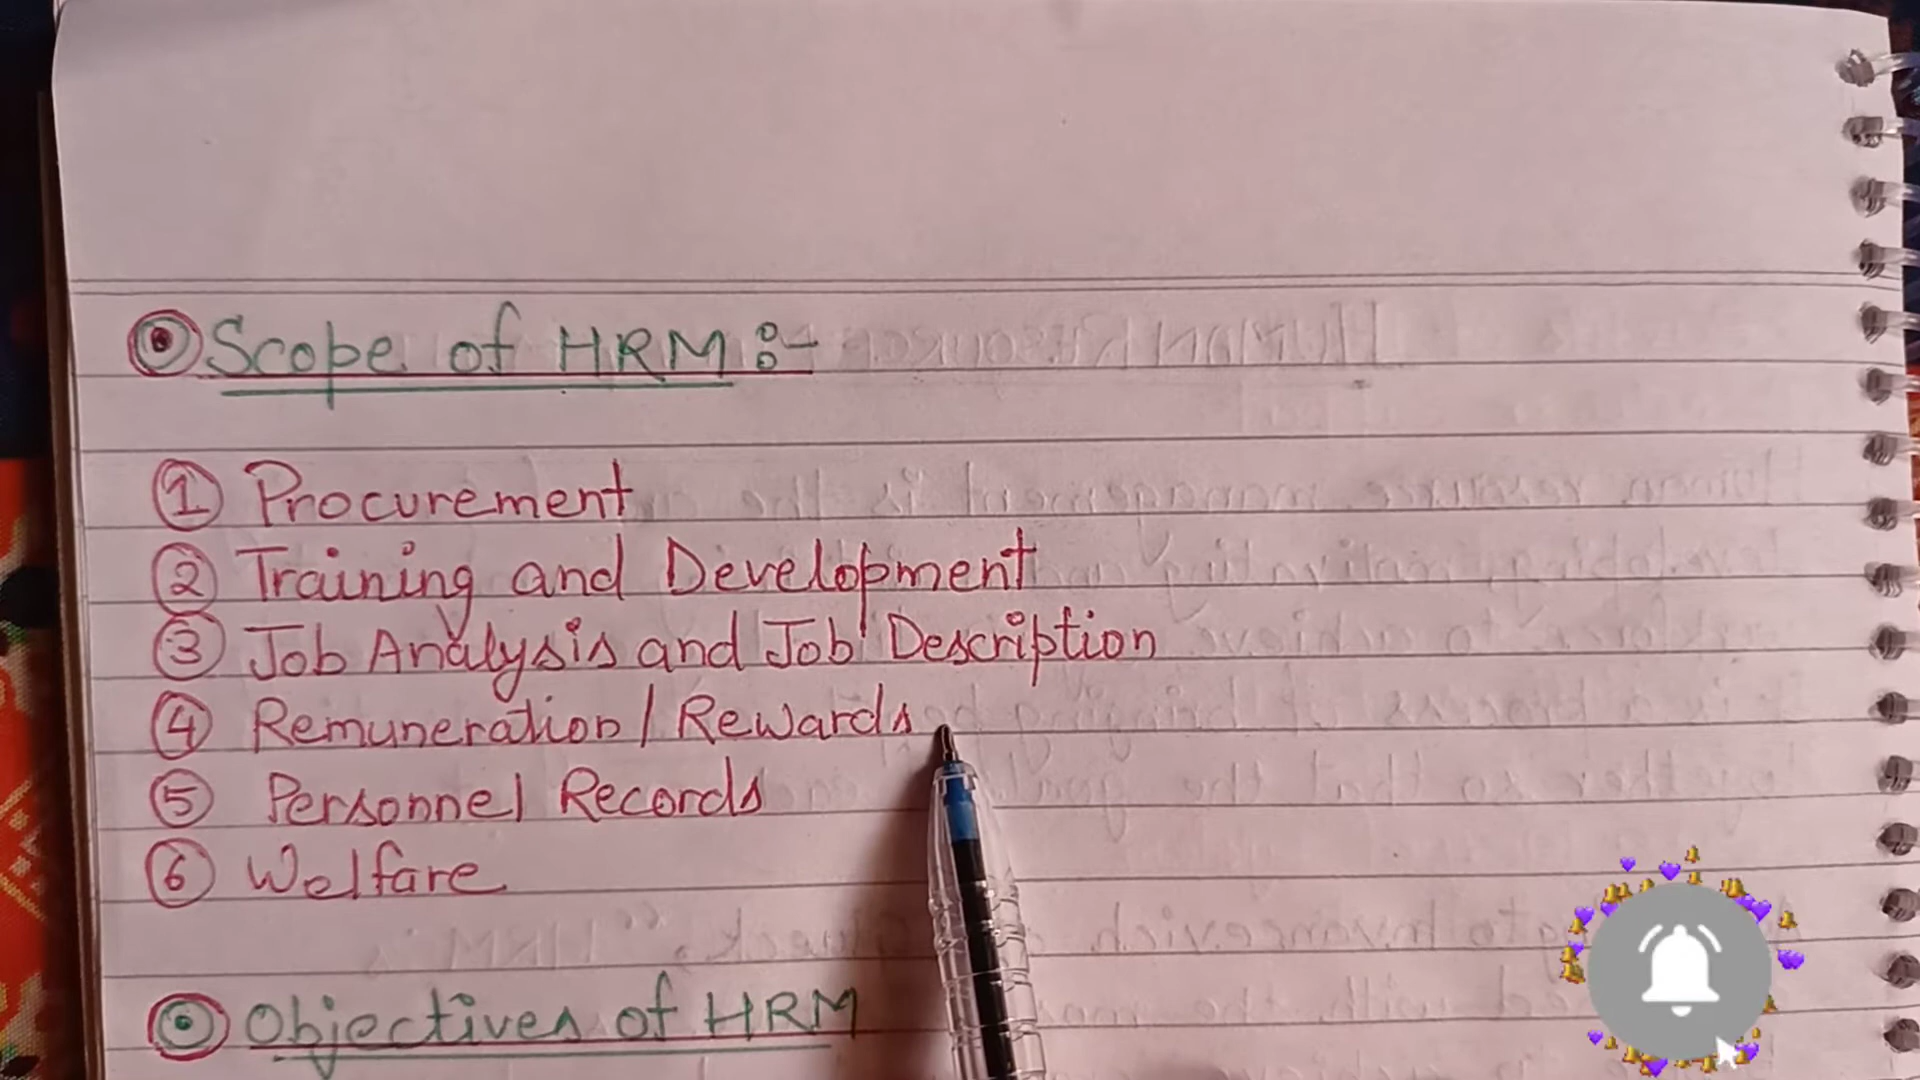 Scope of HRM :-
1 Procurement
2 Training and Development
3 Job Analysis and Job Description
4 Remuneration / Rewards
5 Personnel Records
6 Welfare
Objectives of HRM